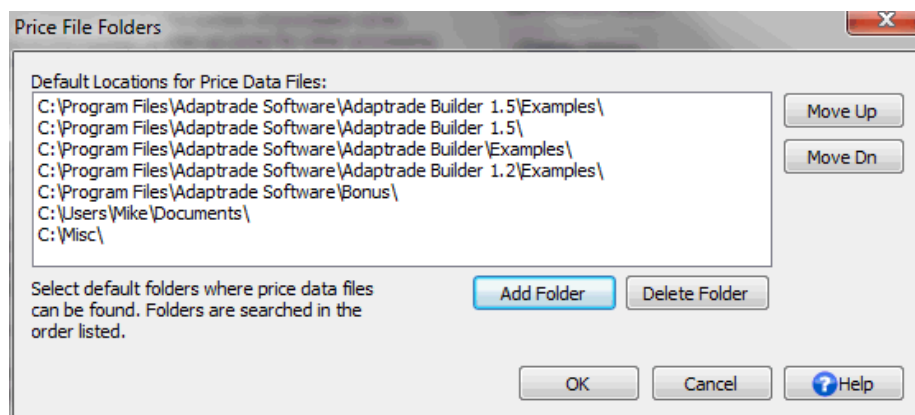 Price File Folders
Default Locations for Price Data Files:
C:\Program Files\Adaptrade Software\Adaptrade Builder 1.5\Examples\
C:\Program Files\Adaptrade Software\Adaptrade Builder 1.5\
C:\Program Files\Adaptrade Software\Adaptrade Builder\Examples\
C:\Program Files\Adaptrade Software\Adaptrade Builder 1.2\Examples\
C:\Program Files\Adaptrade Software\Bonus\
C:\Users\Mike\Documents\
C:\Misc\
Move Up
Move Dn
Select default folders where price data files
can be found. Folders are searched in the
order listed.
Add Folder
Delete Folder
OK
Cancel
?Help